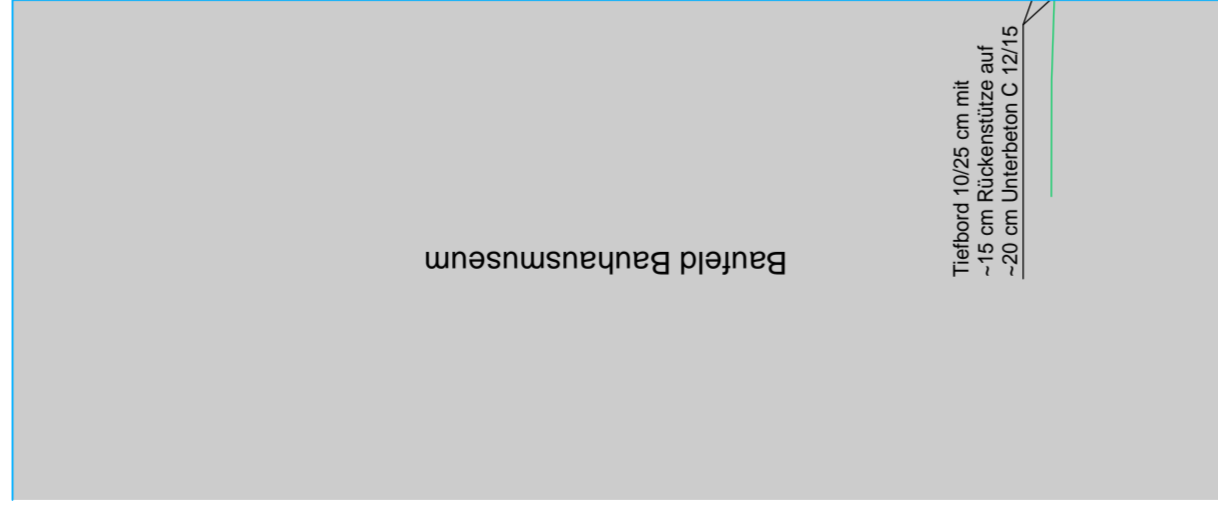 Baufeld Bauhausmuseum
Tiefbord 10/25 cm mit
~15 cm Rückenstütze auf
~20 cm Unterbeton C 12/15